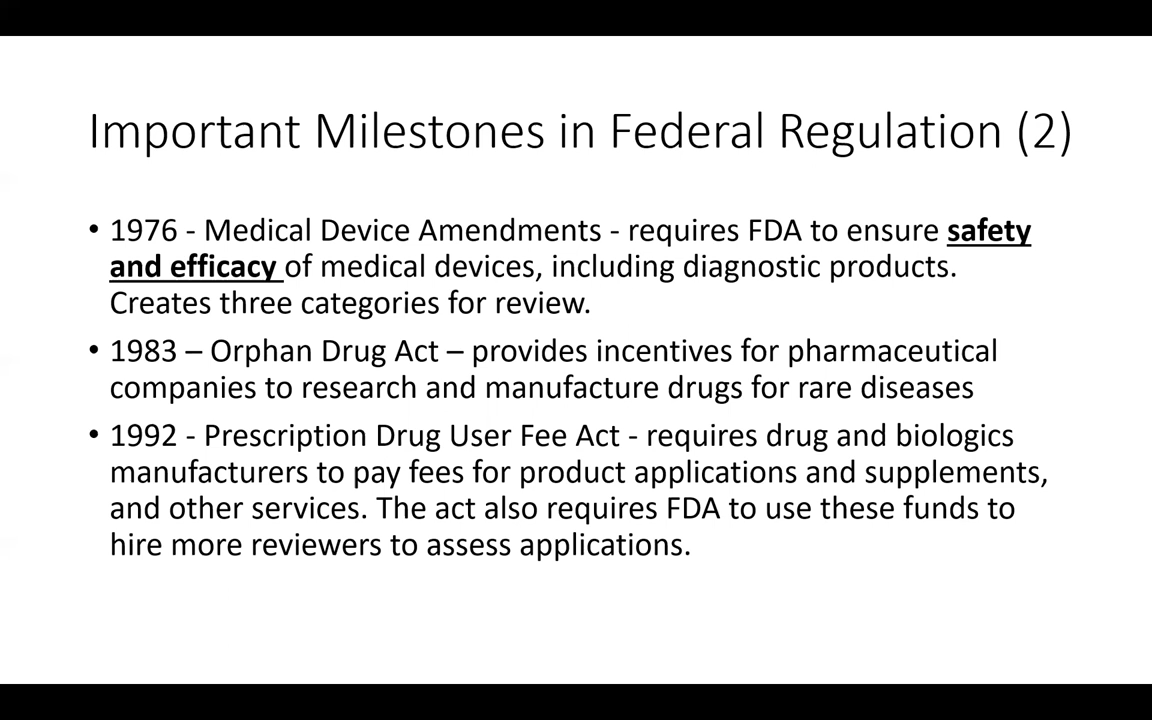 Important Milestones in Federal Regulation (2)
• 1976 - Medical Device Amendments - requires FDA to ensure safety
and efficacy of medical devices, including diagnostic products.
Creates three categories for review.
• 1983 – Orphan Drug Act – provides incentives for pharmaceutical
companies to research and manufacture drugs for rare diseases
• 1992 - Prescription Drug User Fee Act - requires drug and biologics
manufacturers to pay fees for product applications and supplements,
and other services. The act also requires FDA to use these funds to
hire more reviewers to assess applications.